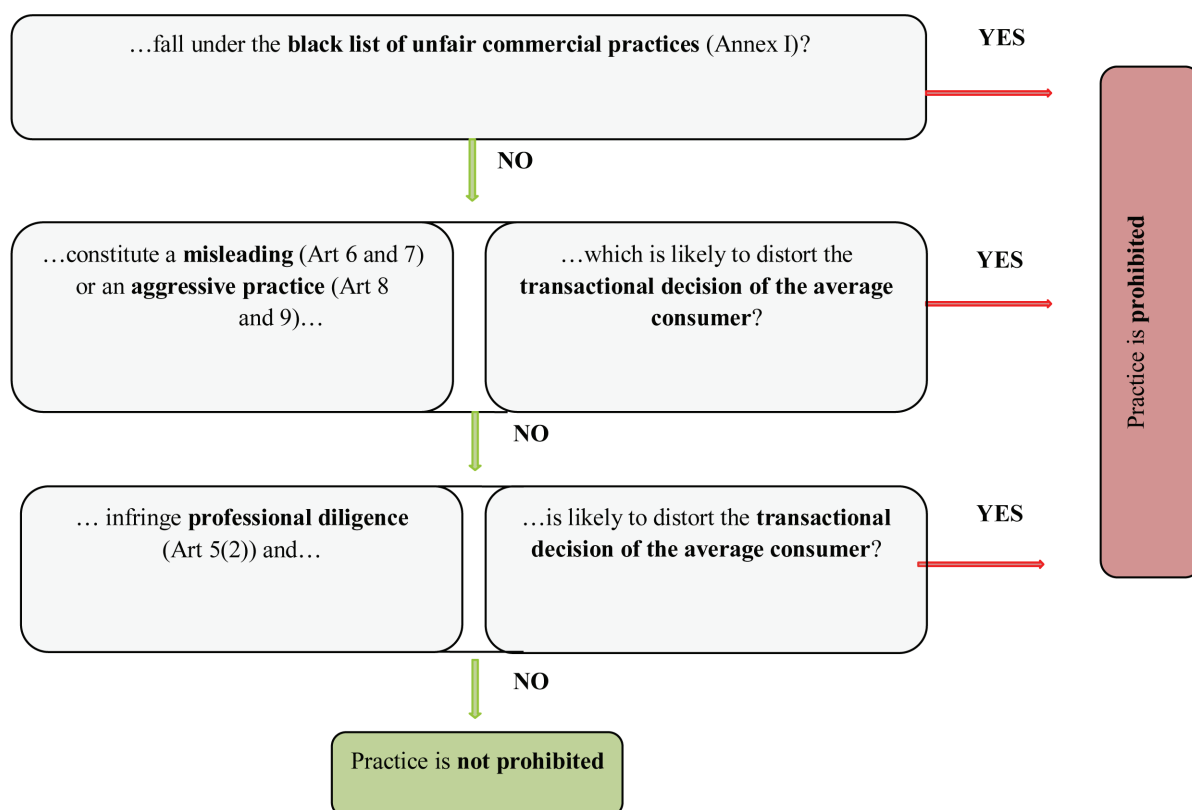 …fall under the black list of unfair commercial practices (Annex I)?
YES
NO
…constitute a misleading (Art 6 and 7)
or an aggressive practice (Art 8
and 9)…
…which is likely to distort the
transactional decision of the average
consumer?
YES
NO
… infringe professional diligence
(Art 5(2)) and…
…is likely to distort the transactional
decision of the average consumer?
YES
NO
Practice is not prohibited
Practice is prohibited